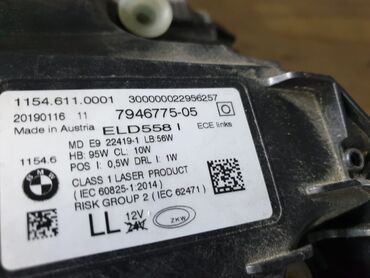 1154.611.0001 300000022956257
20190116 11 7946775-05
Made in Austria ELD558 I ECE links
MD E9 22419-1 LB:56W
1154.6 HB: 95W CL: 10W
POS I : 0,5W DRL I : 1W
CLASS 1 LASER PRODUCT
( IEC 60825-1:2014 )
RISK GROUP 2 ( IEC 62471 )
BMW
LL 12V
24V
ZKW